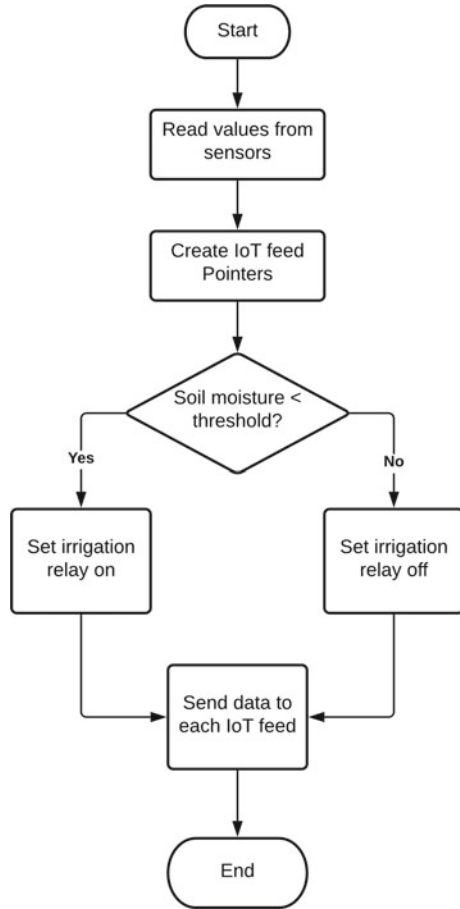 Start
Read values from
sensors
Create IoT feed
Pointers
Soil moisture <
threshold?
Yes
No
Set irrigation
relay on
Set irrigation
relay off
Send data to
each IoT feed
End